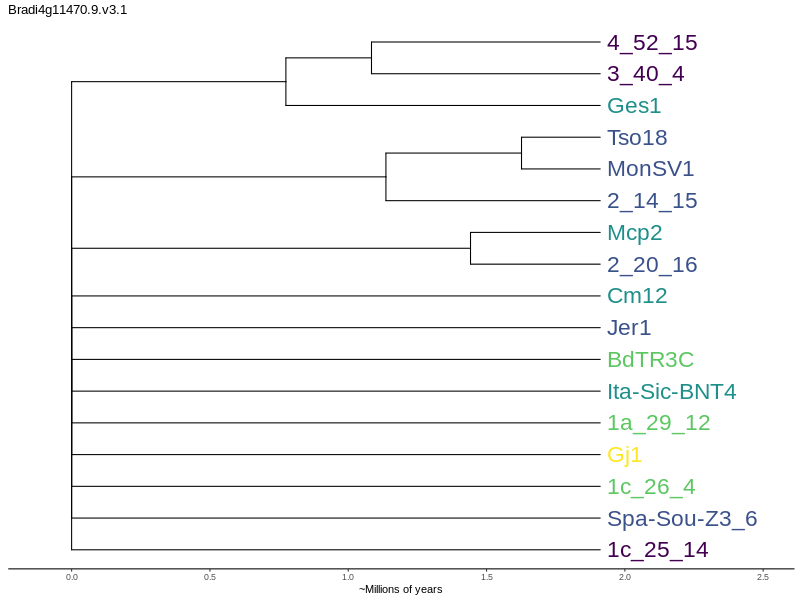 Bradi4g11470.9.v3.1
4_52_15
3_40_4
Ges1
Tso18
MonSV1
2_14_15
Mcp2
2_20_16
Cm12
Jer1
BdTR3C
Ita-Sic-BNT4
1a_29_12
Gj1
1c_26_4
Spa-Sou-Z3_6
1c_25_14
0.0 0.5 1.0 1.5 2.0 2.5
~Millions of years